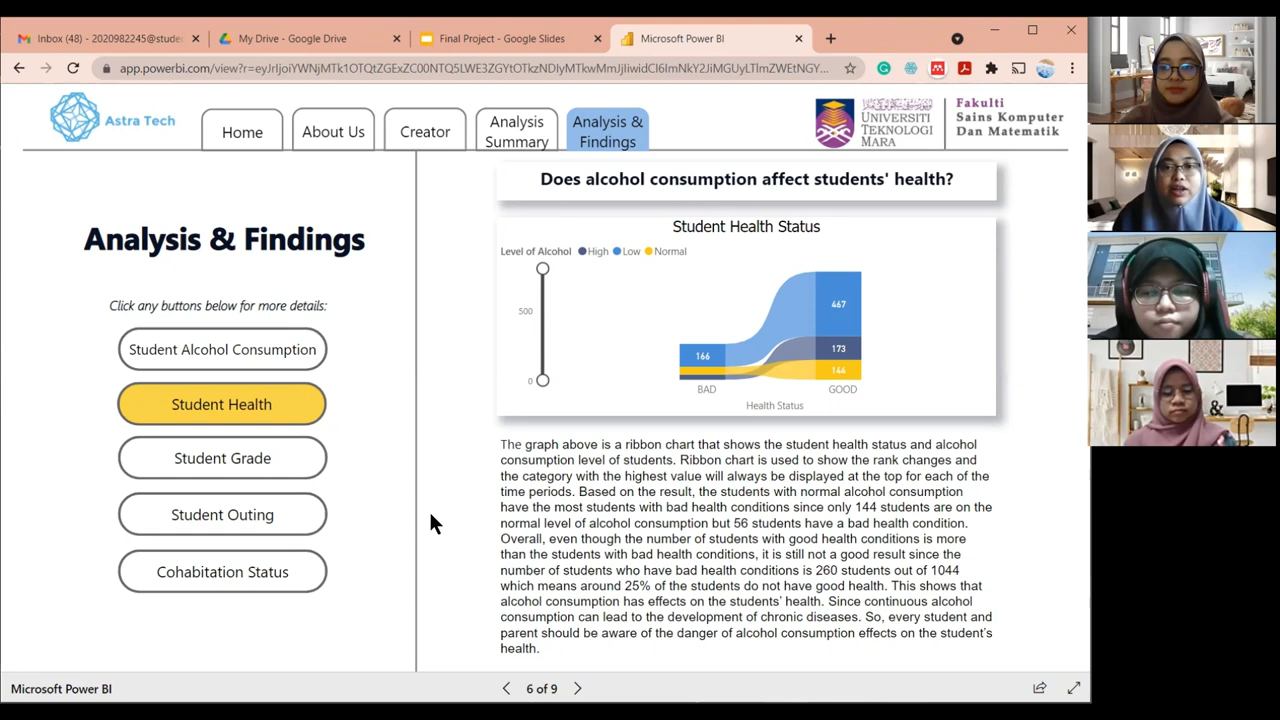 Inbox (48) - 2020982245@stude
My Drive - Google Drive
Final Project - Google Slides
Microsoft Power BI
Astra Tech
Home
About Us
Creator
Analysis
Summary
Analysis &
Findings
UNIVERSITI
TEKNOLOGI
MARA
Fakulti
Sains Komputer
Dan Matematik
Analysis & Findings
Click any buttons below for more details:
Student Alcohol Consumption
Student Health
Student Grade
Student Outing
Cohabitation Status
Does alcohol consumption affect students' health?
Student Health Status
Level of Alcohol High Low Normal
500
0
166
467
173
144
BAD
GOOD
Health Status
The graph above is a ribbon chart that shows the student health status and alcohol
consumption level of students. Ribbon chart is used to show the rank changes and
the category with the highest value will always be displayed at the top for each of the
time periods. Based on the result, the students with normal alcohol consumption
have the most students with bad health conditions since only 144 students are on the
normal level of alcohol consumption but 56 students have a bad health condition.
Overall, even though the number of students with good health conditions is more
than the students with bad health conditions, it is still not a good result since the
number of students who have bad health conditions is 260 students out of 1044
which means around 25% of the students do not have good health. This shows that
alcohol consumption has effects on the students' health. Since continuous alcohol
consumption can lead to the development of chronic diseases. So, every student and
parent should be aware of the danger of alcohol consumption effects on the student's
health.
Microsoft Power BI
6 of 9
&